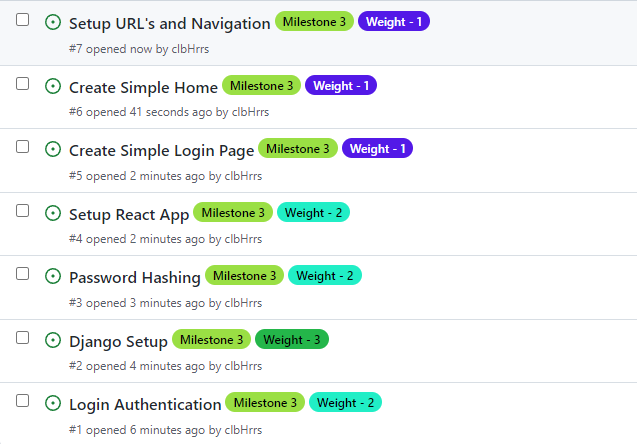 Setup URL's and Navigation Milestone 3 Weight - 1
#7 opened now by clbHrrs
Create Simple Home Milestone 3 Weight - 1
#6 opened 41 seconds ago by clbHrrs
Create Simple Login Page Milestone 3 Weight - 1
#5 opened 2 minutes ago by clbHrrs
Setup React App Milestone 3 Weight - 2
#4 opened 2 minutes ago by clbHrrs
Password Hashing Milestone 3 Weight - 2
#3 opened 3 minutes ago by clbHrrs
Django Setup Milestone 3 Weight - 3
#2 opened 4 minutes ago by clbHrrs
Login Authentication Milestone 3 Weight - 2
#1 opened 6 minutes ago by clbHrrs